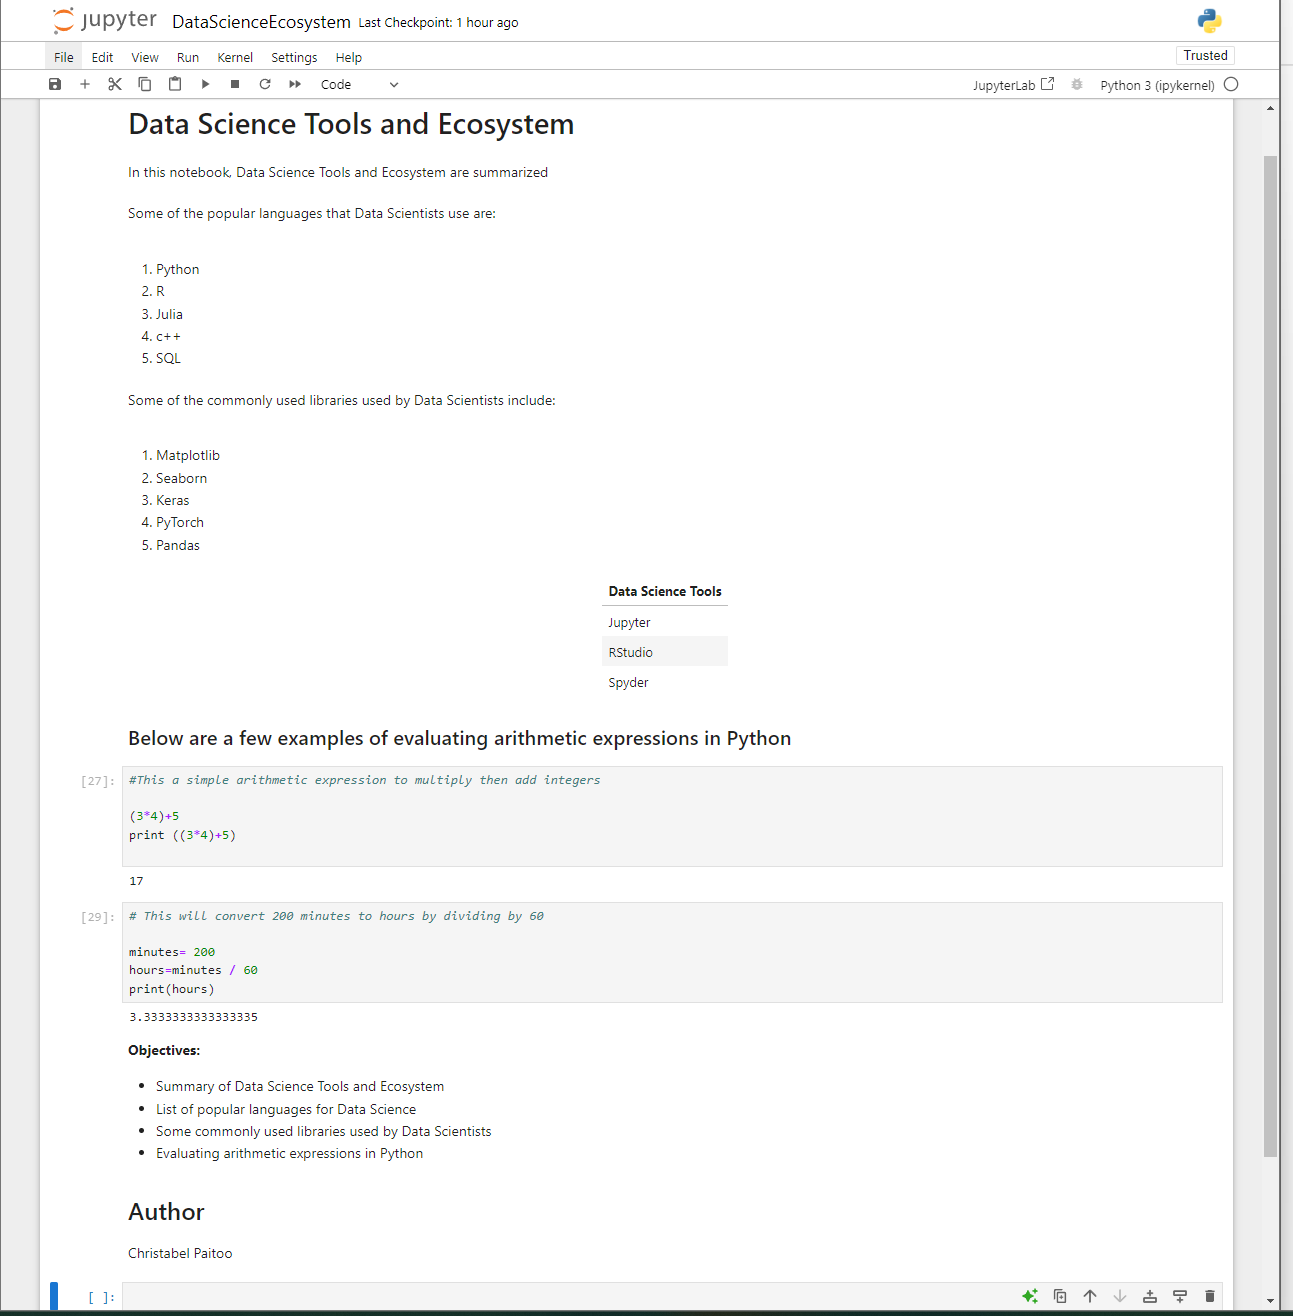 jupyter DataScienceEcosystem Last Checkpoint: 1 hour ago
File Edit View Run Kernel Settings Help Trusted
Code JupyterLab Python 3 (ipykernel)
Data Science Tools and Ecosystem
In this notebook, Data Science Tools and Ecosystem are summarized
Some of the popular languages that Data Scientists use are:
1. Python
2. R
3. Julia
4. c++
5. SQL
Some of the commonly used libraries used by Data Scientists include:
1. Matplotlib
2. Seaborn
3. Keras
4. PyTorch
5. Pandas
Data Science Tools
Jupyter
RStudio
Spyder
Below are a few examples of evaluating arithmetic expressions in Python
[27]: #This a simple arithmetic expression to multiply then add integers
(3*4)+5
print ((3*4)+5)
17
[29]: # This will convert 200 minutes to hours by dividing by 60
minutes= 200
hours=minutes / 60
print(hours)
3.3333333333333335
Objectives:
• Summary of Data Science Tools and Ecosystem
• List of popular languages for Data Science
• Some commonly used libraries used by Data Scientists
• Evaluating arithmetic expressions in Python
Author
Christabel Paitoo
[ ]: